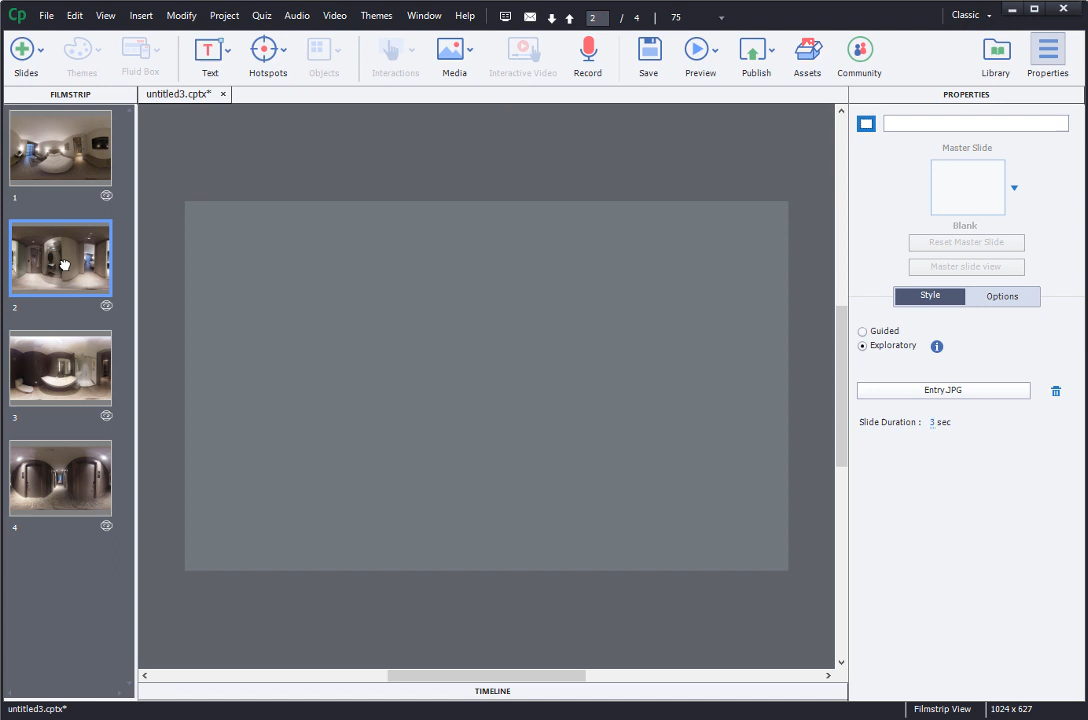 Cp File Edit View Insert Modify Project Quiz Audio Video Themes Window Help 2 / 4 | 75 Classic
Slides Themes Fluid Box Text Hotspots Objects Interactions Media Interactive Video Record Save Preview Publish Assets Community Library Properties
FILMSTRIP untitled3.cptx* × PROPERTIES
1
2
3
4
Master Slide
Blank
Reset Master Slide
Master slide view
Style Options
Guided
Exploratory
Entry.JPG
Slide Duration : 3 sec
TIMELINE
untitled3.cptx* Filmstrip View 1024 x 627